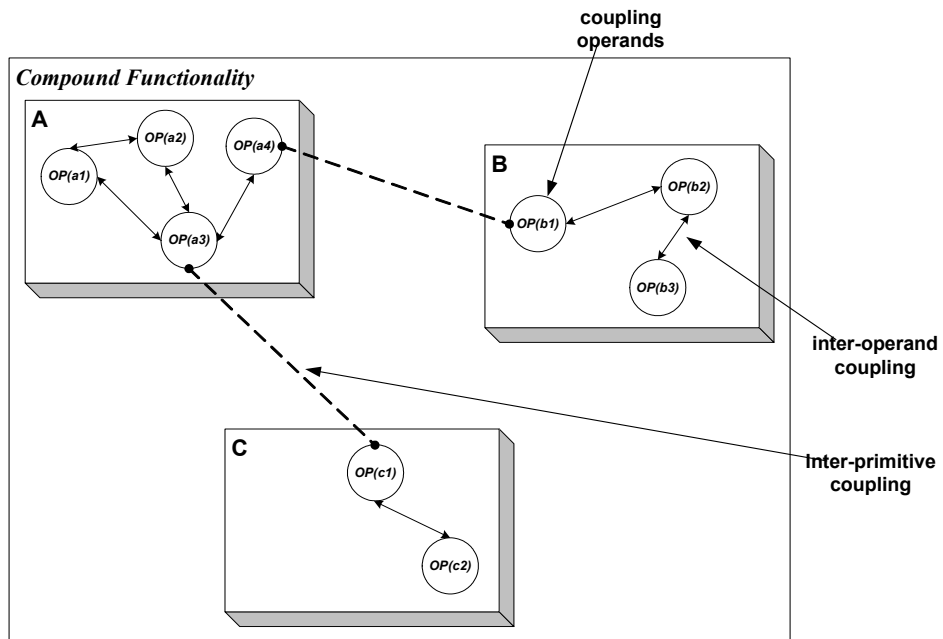 coupling
operands
Compound Functionality
A
OP(a2)
OP(a4)
OP(a1)
OP(a3)
B
OP(b2)
OP(b1)
OP(b3)
inter-operand
coupling
C
OP(c1)
Inter-primitive
coupling
OP(c2)